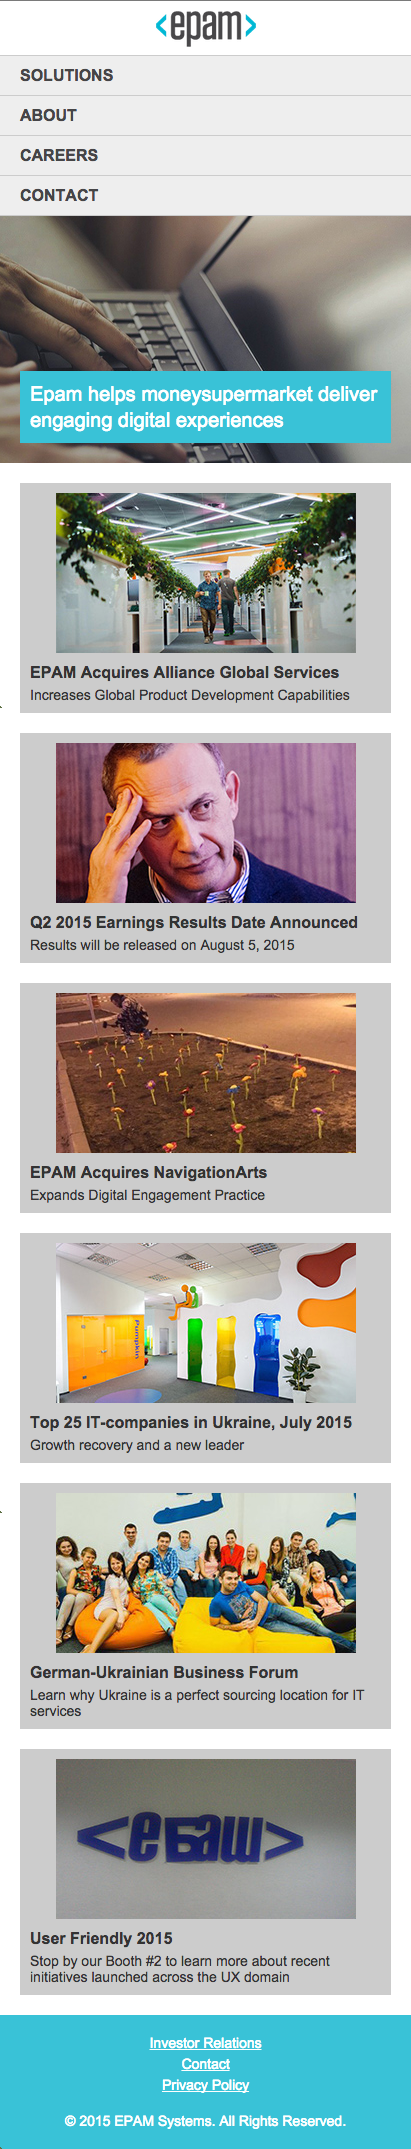 <epam>
SOLUTIONS
ABOUT
CAREERS
CONTACT
Epam helps moneysupermarket deliver
engaging digital experiences
EPAM Acquires Alliance Global Services
Increases Global Product Development Capabilities
Q2 2015 Earnings Results Date Announced
Results will be released on August 5, 2015
EPAM Acquires NavigationArts
Expands Digital Engagement Practice
Pumpkin
Top 25 IT-companies in Ukraine, July 2015
Growth recovery and a new leader
German-Ukrainian Business Forum
Learn why Ukraine is a perfect sourcing location for IT
services
<ебаш>
User Friendly 2015
Stop by our Booth #2 to learn more about recent
initiatives launched across the UX domain
Investor Relations
Contact
Privacy Policy
© 2015 EPAM Systems. All Rights Reserved.